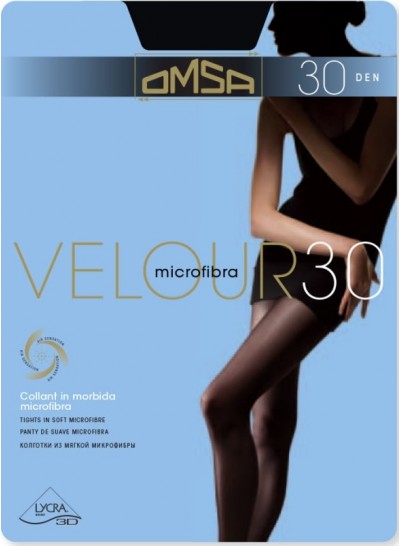 OMSA
30 DEN
VELOUR30
microfibra
Collant in morbida
microfibra
TIGHTS IN SOFT MICROFIBRE
PANTY DE SUAVE MICROFIBRA
КОЛГОТКИ ИЗ МЯГКОЙ МИКРОФИБРЫ
LYCRA
3D